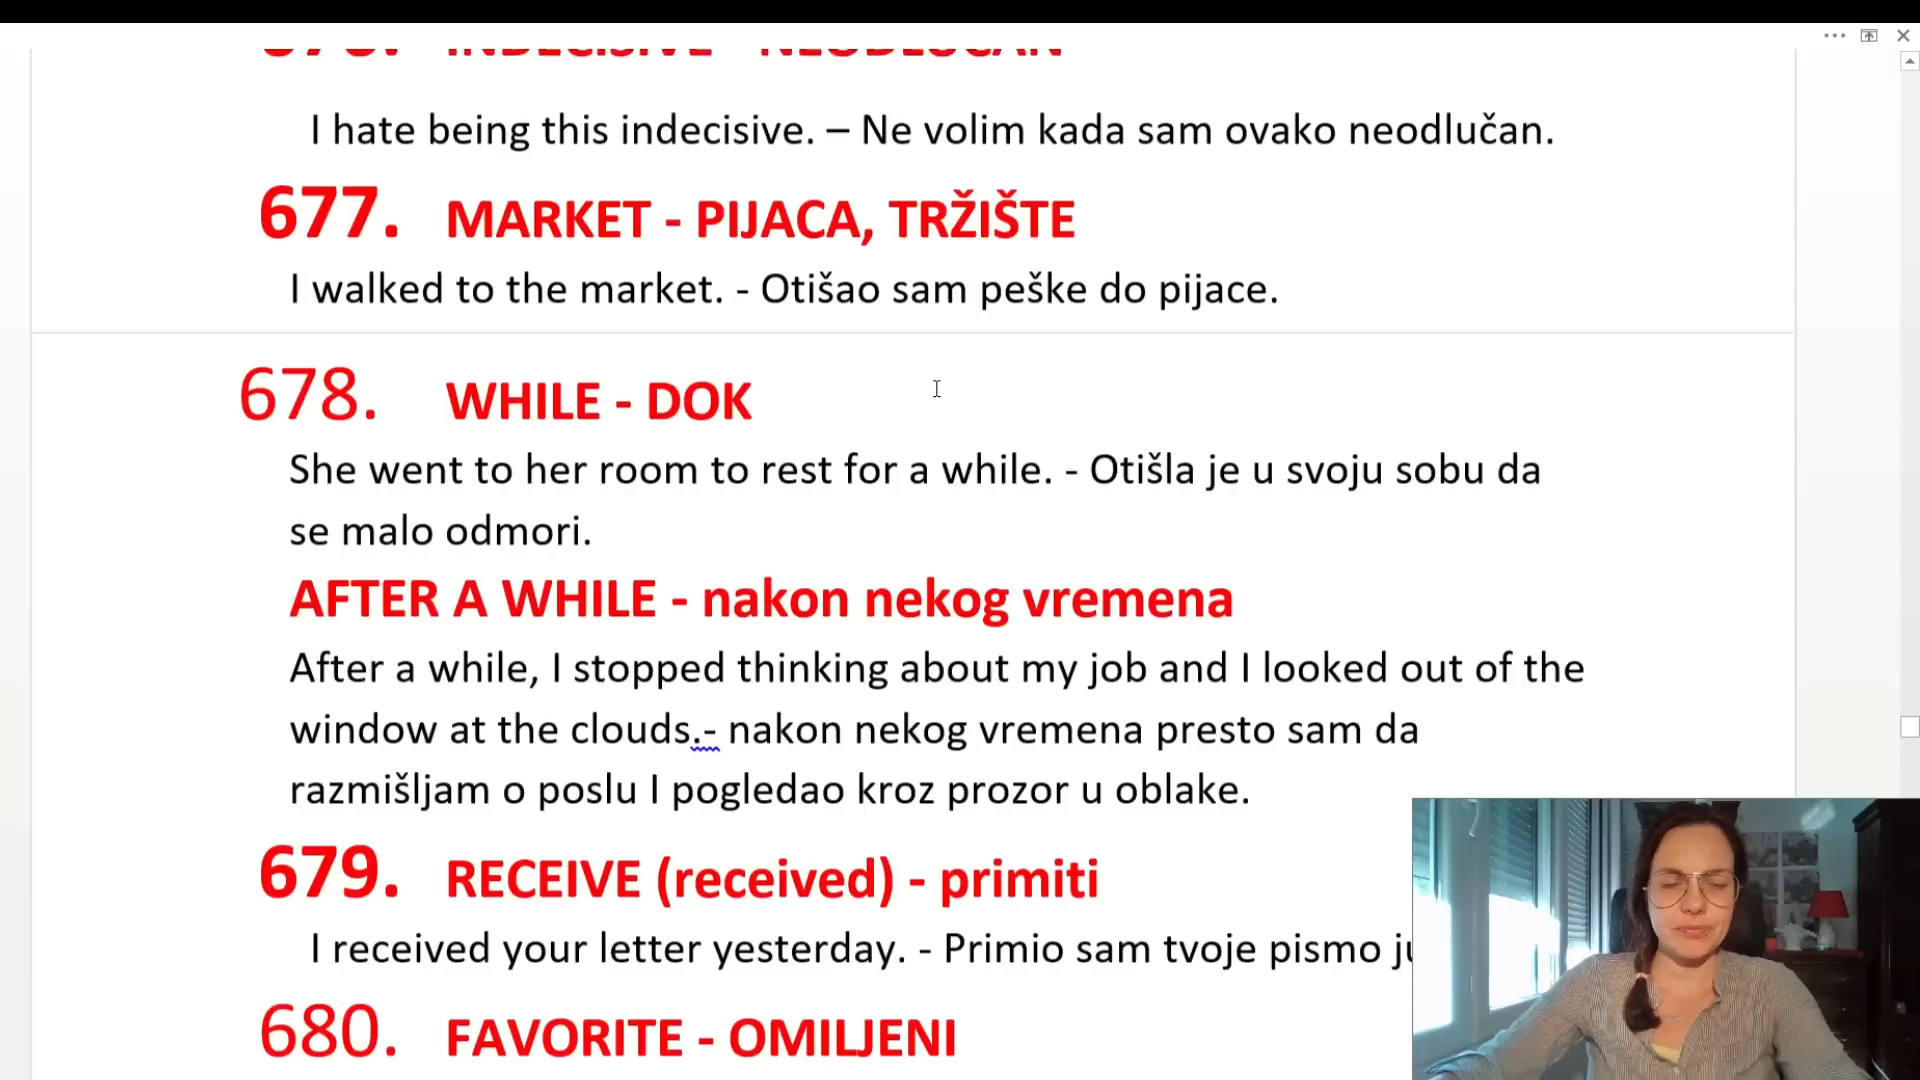 INDECISIVE - NEODLUČAN
I hate being this indecisive. – Ne volim kada sam ovako neodlučan.
677. MARKET - PIJACA, TRŽIŠTE
I walked to the market. - Otišao sam peške do pijace.
678. WHILE - DOK
She went to her room to rest for a while. - Otišla je u svoju sobu da
se malo odmori.
AFTER A WHILE - nakon nekog vremena
After a while, I stopped thinking about my job and I looked out of the
window at the clouds.- nakon nekog vremena presto sam da
razmišljam o poslu I pogledao kroz prozor u oblake.
679. RECEIVE (received) - primiti
I received your letter yesterday. - Primio sam tvoje pismo
680. FAVORITE - OMILJENI